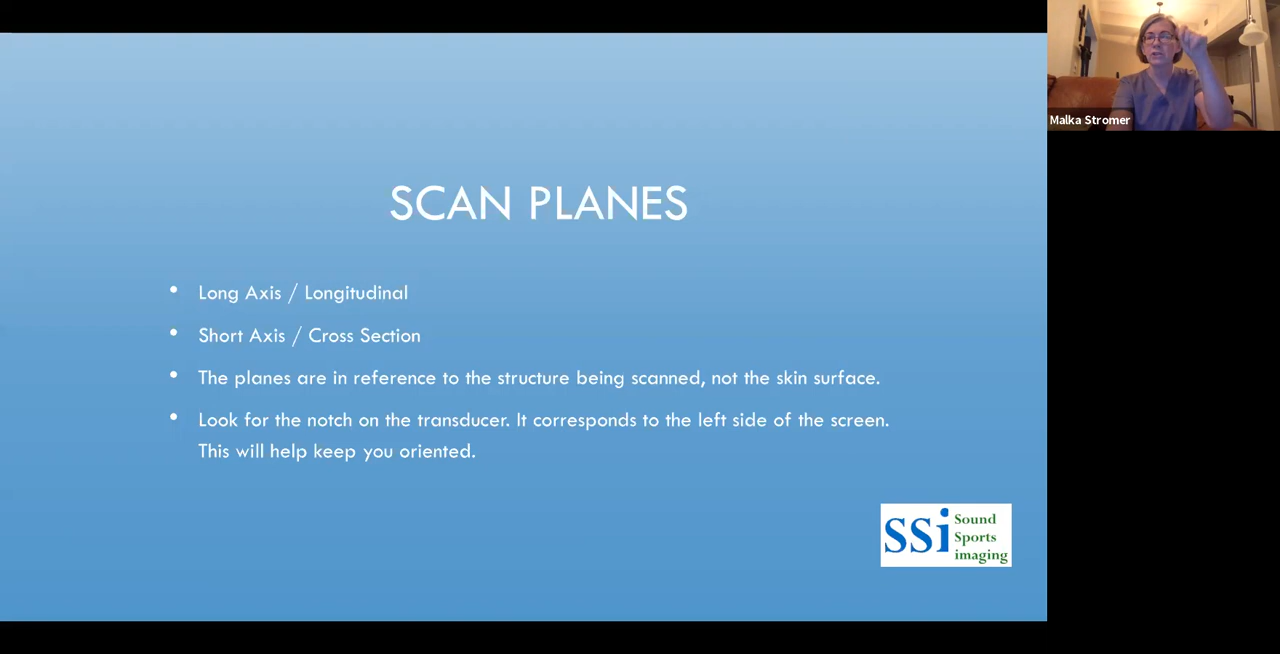 SCAN PLANES
• Long Axis / Longitudinal
• Short Axis / Cross Section
• The planes are in reference to the structure being scanned, not the skin surface.
• Look for the notch on the transducer. It corresponds to the left side of the screen.
This will help keep you oriented.
SSi Sound
Sports
imaging
Malka Stromer